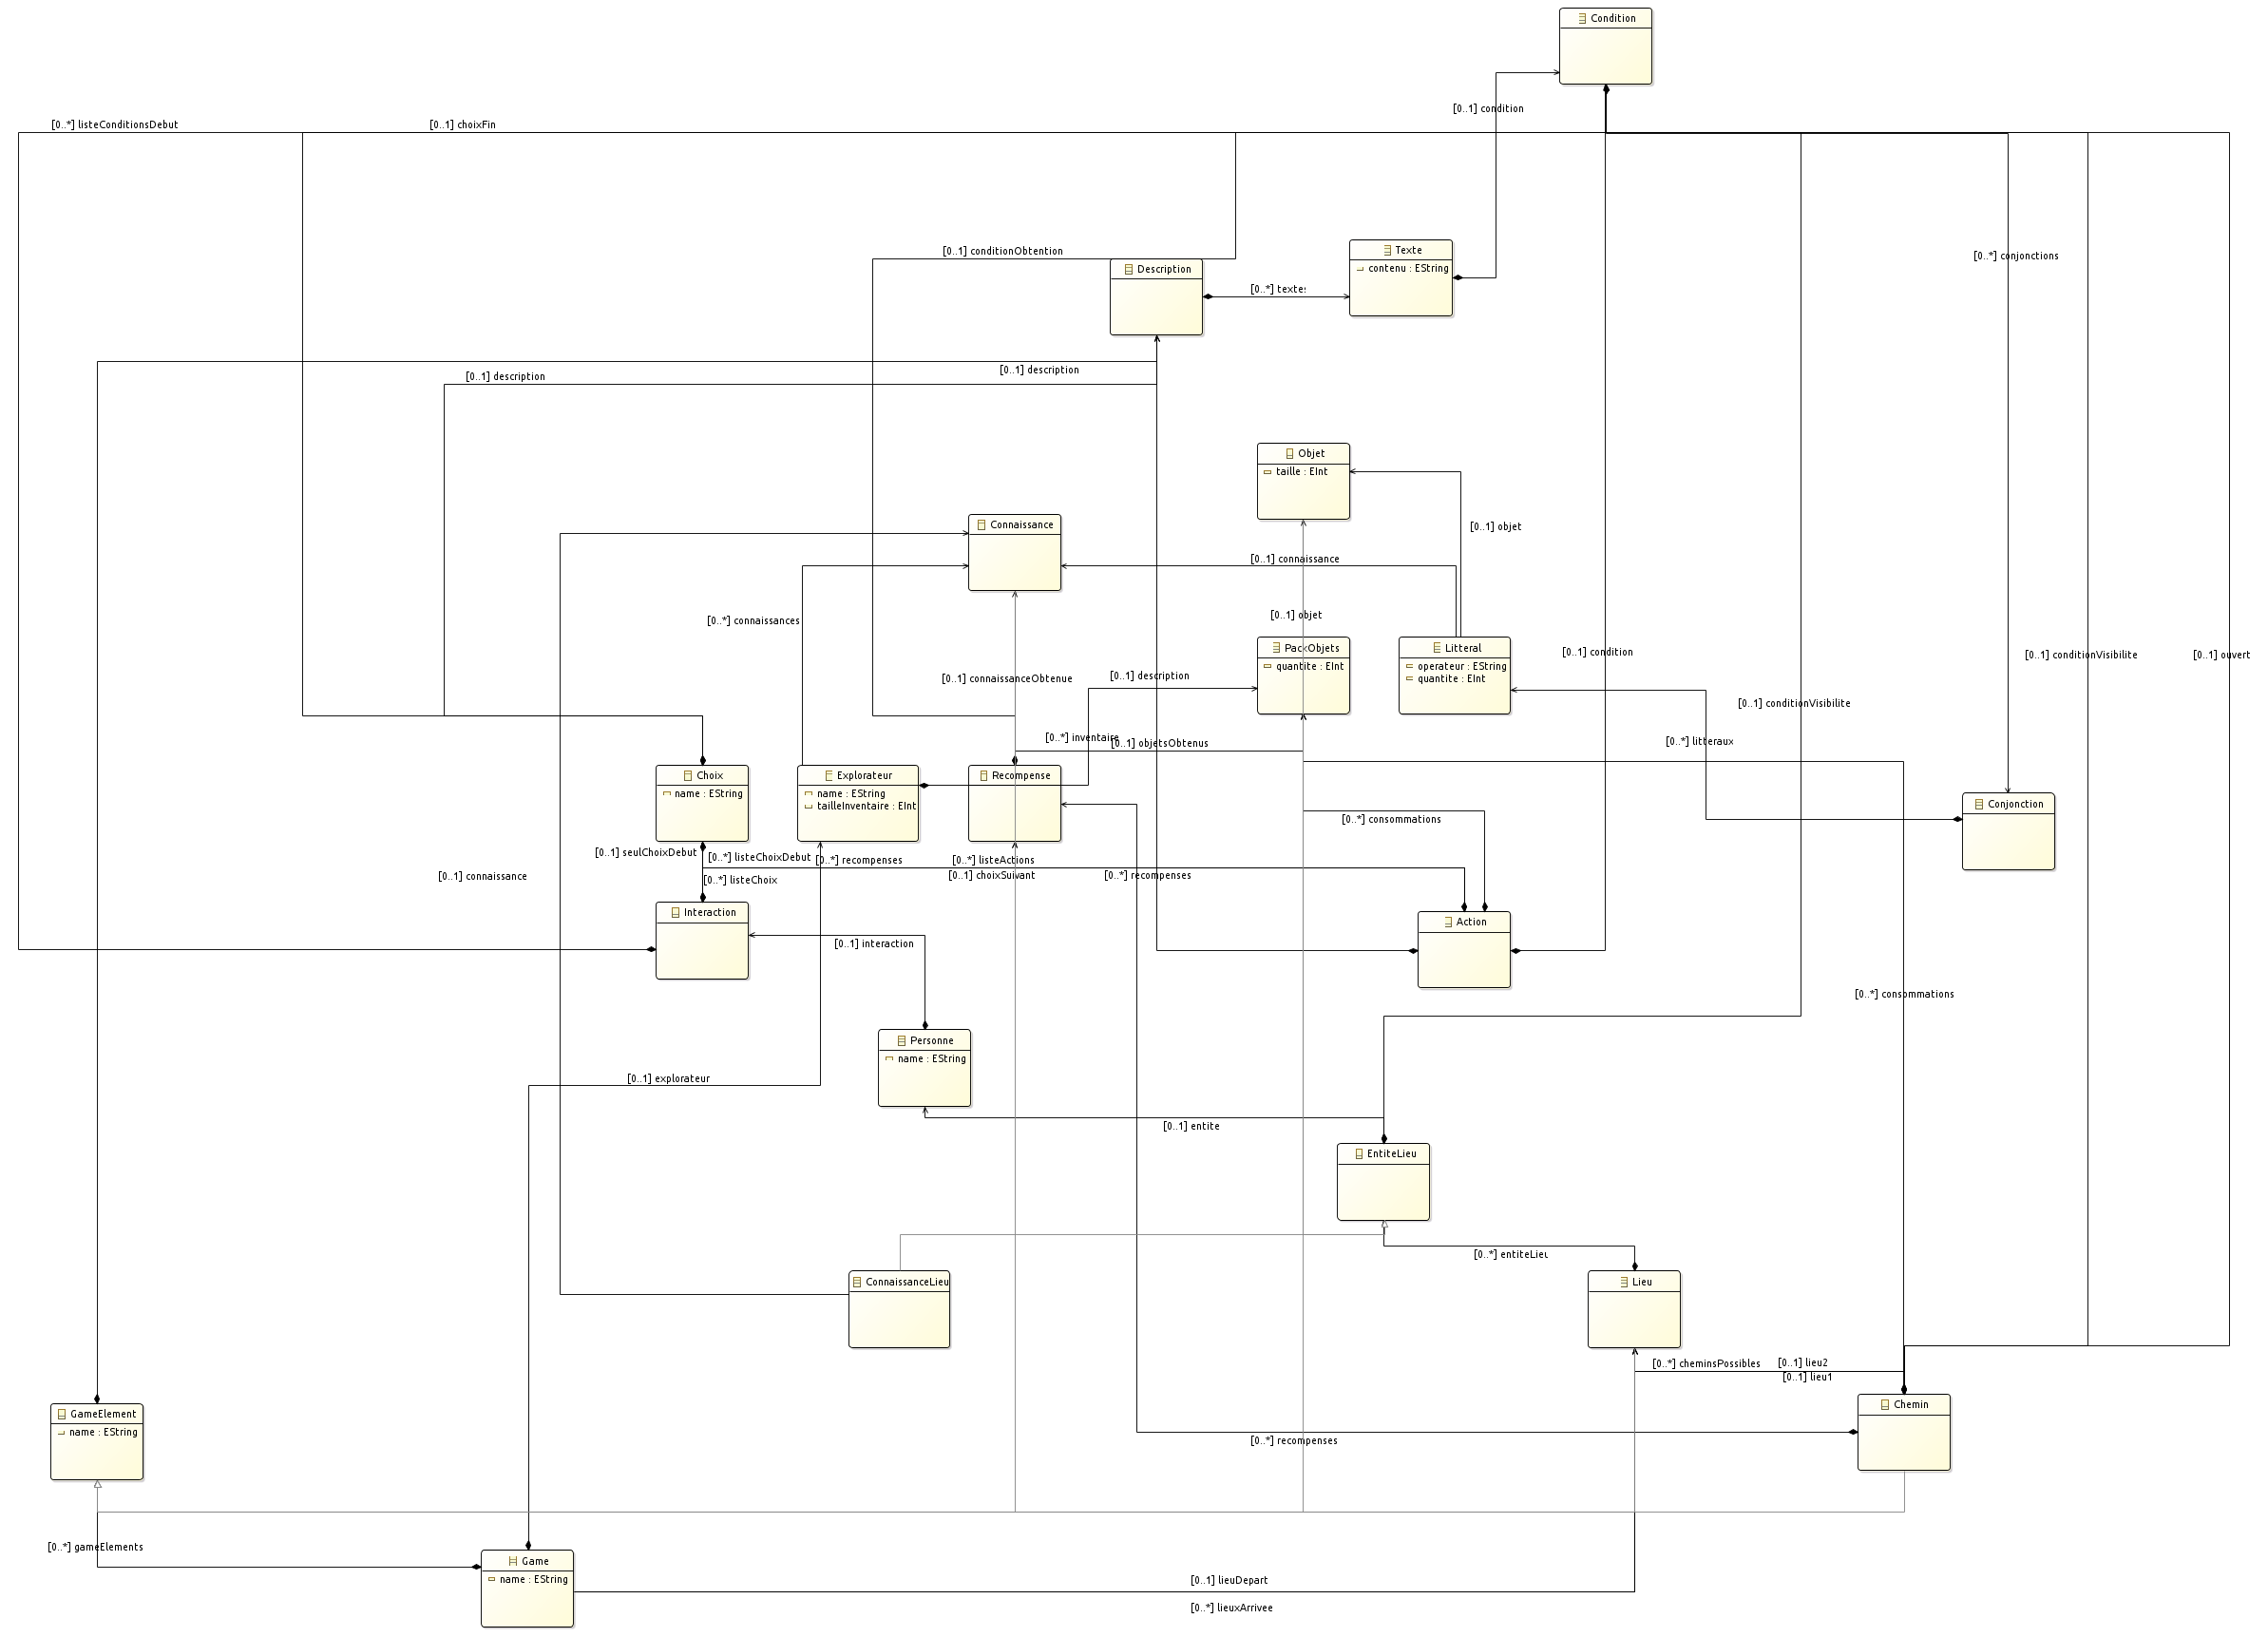 Condition
[0..1] condition
[0..*] listeConditionsDebut
[0..1] choixFin
Texte
contenu : EString
[0..1] conditionObtention
[0..*] conjonctions
Description
[0..*] textes
[0..1] description
[0..1] description
Objet
taille : EInt
Connaissance
[0..1] objet
[0..1] connaissance
[0..1] objet
[0..*] connaissances
PackObjets
quantite : EInt
Litteral
operateur : EString
quantite : EInt
[0..1] condition
[0..1] conditionVisibilite
[0..1] ouvert
[0..1] connaissanceObtenue
[0..1] description
[0..1] conditionVisibilite
[0..*] inventaire
[0..1] objetsObtenus
[0..*] litteraux
Choix
name : EString
Explorateur
name : EString
tailleInventaire : EInt
Recompense
Conjonction
[0..*] consommations
[0..1] seulChoixDebut
[0..*] listeChoixDebut
[0..*] recompenses
[0..*] listeActions
[0..1] connaissance
[0..*] listeChoix
[0..1] choixSuivant
[0..*] recompenses
Interaction
Action
[0..1] interaction
[0..*] consommations
Personne
name : EString
[0..1] explorateur
[0..1] entite
EntiteLieu
[0..*] entiteLieu
ConnaissanceLieu
Lieu
[0..*] cheminsPossibles
[0..1] lieu2
[0..1] lieu1
GameElement
name : EString
Chemin
[0..*] recompenses
[0..*] gameElements
Game
name : EString
[0..1] lieuDepart
[0..*] lieuxArrivee